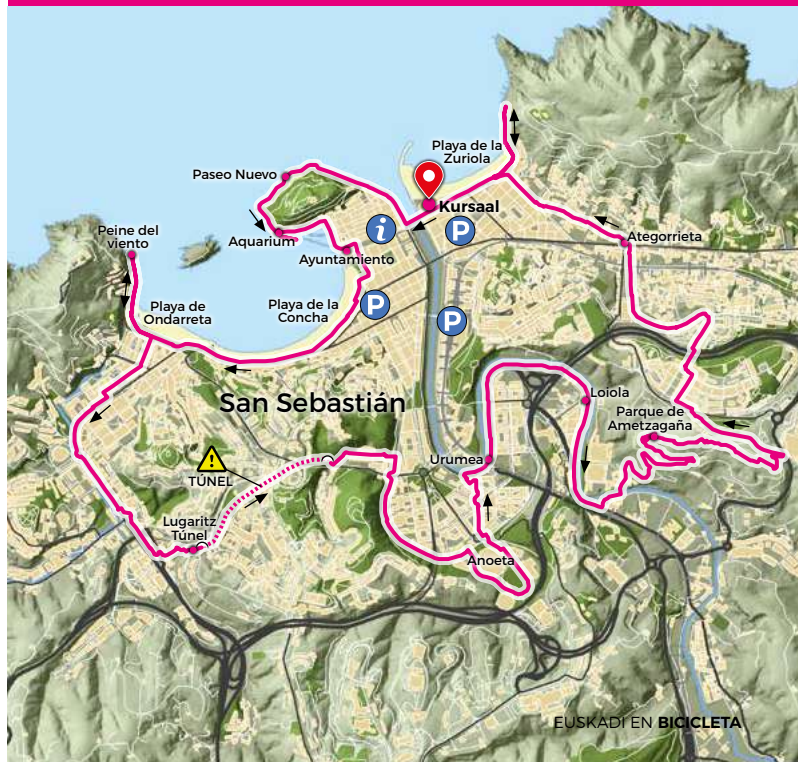 Playa de la
Zuriola
Paseo Nuevo
Kursaal
i
P
Peine del
viento
Aquarium
Ayuntamiento
Ategorrieta
Playa de
Ondarreta
Playa de la
Concha
P
P
San Sebastián
Loiola
Parque de
Ametzagaña
Urumea
!
TÚNEL
Lugaritz
Túnel
Anoeta
EUSKADI EN BICICLETA